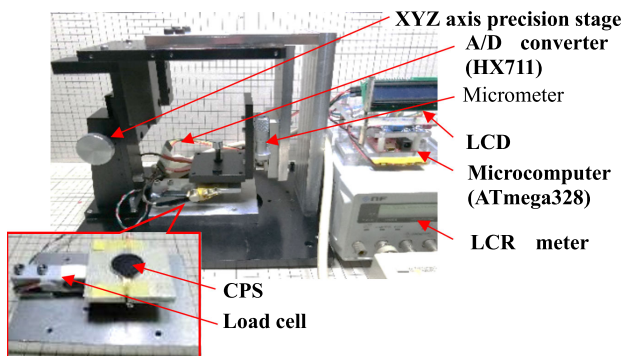 XYZ axis precision stage
A/D converter
(HX711)
Micrometer
LCD
Microcomputer
(ATmega328)
LCR meter
CPS
Load cell